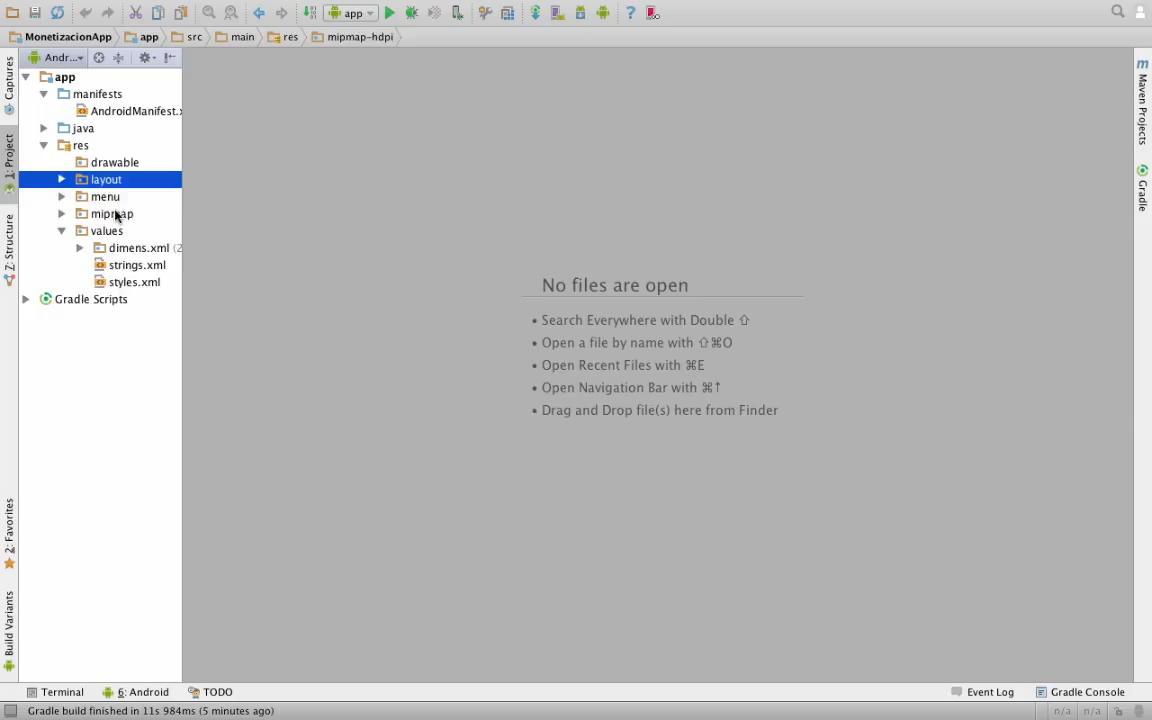 app
MonetizacionApp app src main res mipmap-hdpi
Andr...
app
manifests
AndroidManifest.x
java
res
drawable
layout
menu
mipmap
values
dimens.xml (2
strings.xml
styles.xml
Gradle Scripts
Captures
1: Project
7: Structure
2: Favorites
Build Variants
No files are open
• Search Everywhere with Double ⇧
• Open a file by name with ⇧⌘O
• Open Recent Files with ⌘E
• Open Navigation Bar with ⌘↑
• Drag and Drop file(s) here from Finder
m
Maven Projects
Gradle
Terminal 6: Android TODO Event Log Gradle Console
Gradle build finished in 11s 984ms (5 minutes ago) n/a n/a